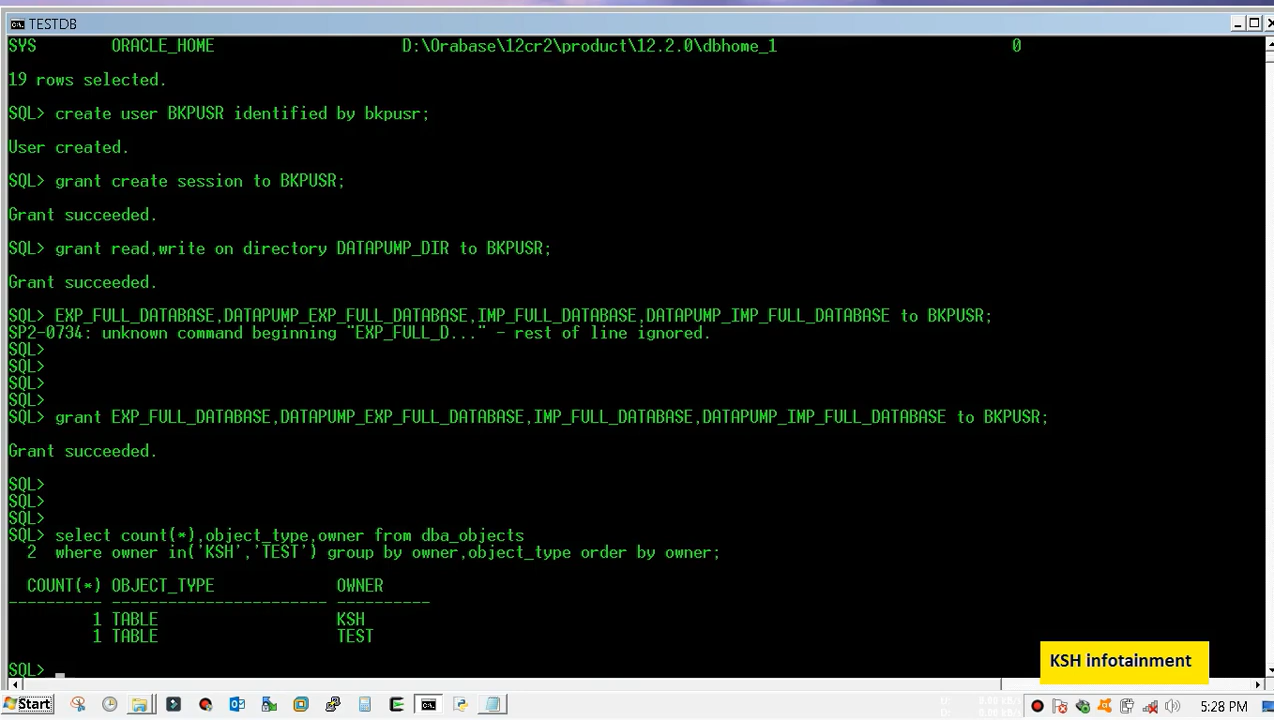 TESTDB
SYS ORACLE_HOME D:\Orabase\12cr2\product\12.2.0\dbhome_1 0
19 rows selected.
SQL> create user BKPUSR identified by bkpusr;
User created.
SQL> grant create session to BKPUSR;
Grant succeeded.
SQL> grant read,write on directory DATAPUMP_DIR to BKPUSR;
Grant succeeded.
SQL> EXP_FULL_DATABASE,DATAPUMP_EXP_FULL_DATABASE,IMP_FULL_DATABASE,DATAPUMP_IMP_FULL_DATABASE to BKPUSR;
SP2-0734: unknown command beginning "EXP_FULL_D..." - rest of line ignored.
SQL>
SQL>
SQL>
SQL>
SQL> grant EXP_FULL_DATABASE,DATAPUMP_EXP_FULL_DATABASE,IMP_FULL_DATABASE,DATAPUMP_IMP_FULL_DATABASE to BKPUSR;
Grant succeeded.
SQL>
SQL>
SQL>
SQL> select count(*),object_type,owner from dba_objects
2 where owner in('KSH','TEST') group by owner,object_type order by owner;
COUNT(*) OBJECT_TYPE OWNER
---------- ----------------------- ----------
1 TABLE KSH
1 TABLE TEST
SQL>
KSH infotainment
Start
5:28 PM